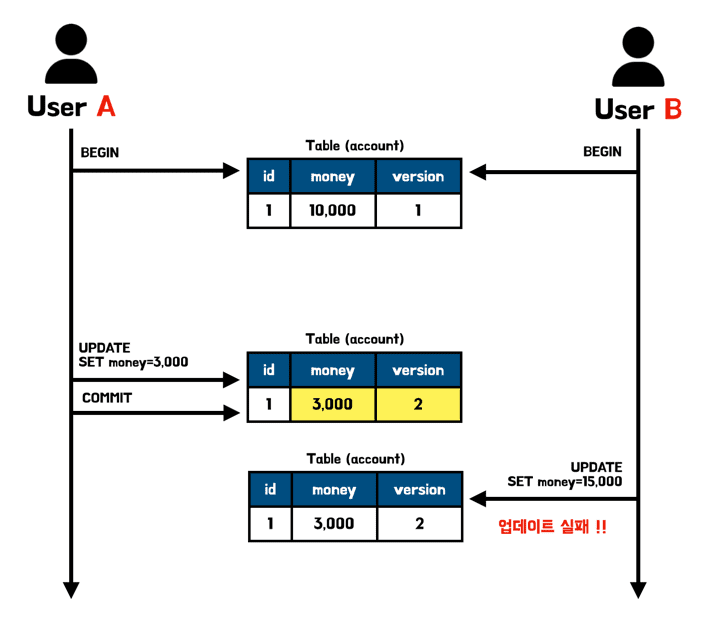 User A
User B
BEGIN
BEGIN
Table (account)
id money version
1 10,000 1
UPDATE
SET money=3,000
COMMIT
Table (account)
id money version
1 3,000 2
Table (account)
id money version
1 3,000 2
UPDATE
SET money=15,000
업데이트 실패 !!